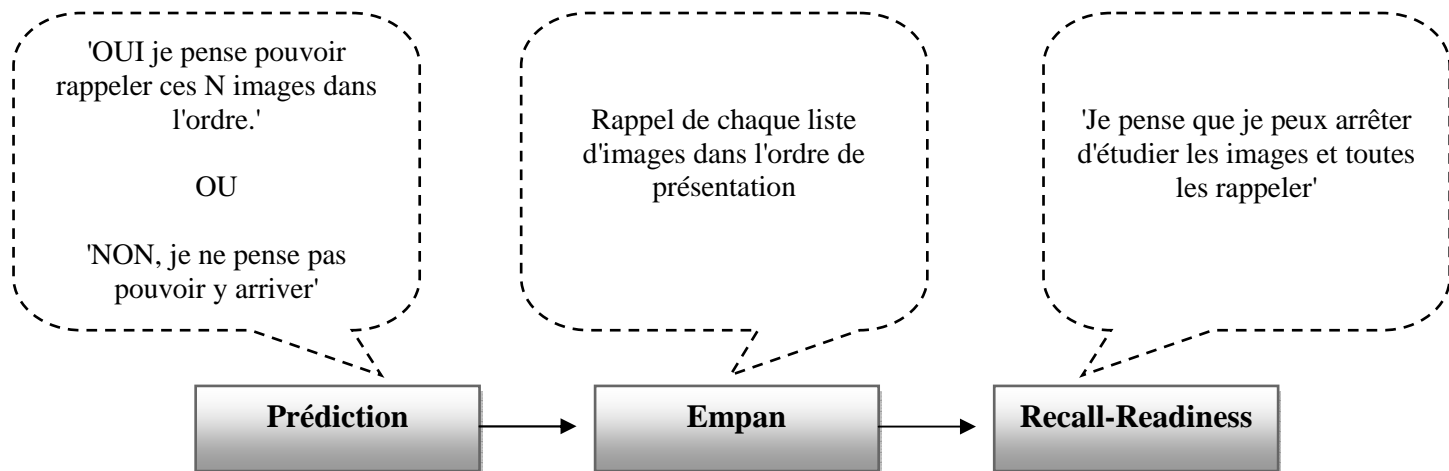 'OUI je pense pouvoir
rappeler ces N images dans
l'ordre.'
OU
'NON, je ne pense pas
pouvoir y arriver'
Rappel de chaque liste
d'images dans l'ordre de
présentation
'Je pense que je peux arrêter
d'étudier les images et toutes
les rappeler'
Prédiction
Empan
Recall-Readiness